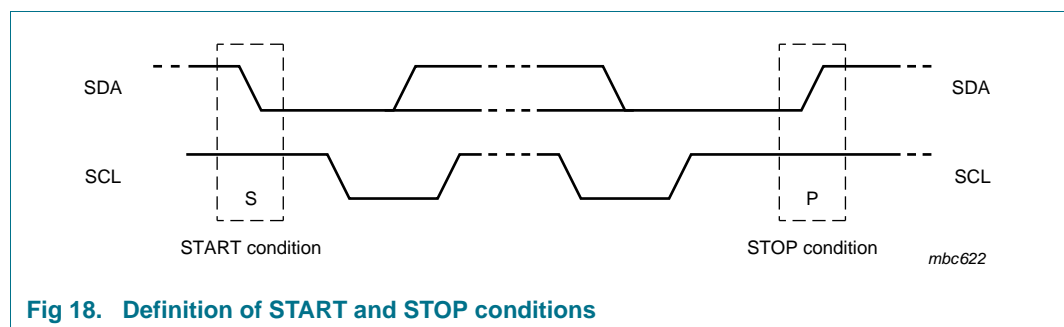 SDA
SDA
SCL
SCL
S
P
START condition
STOP condition
mbc622
Fig 18. Definition of START and STOP conditions